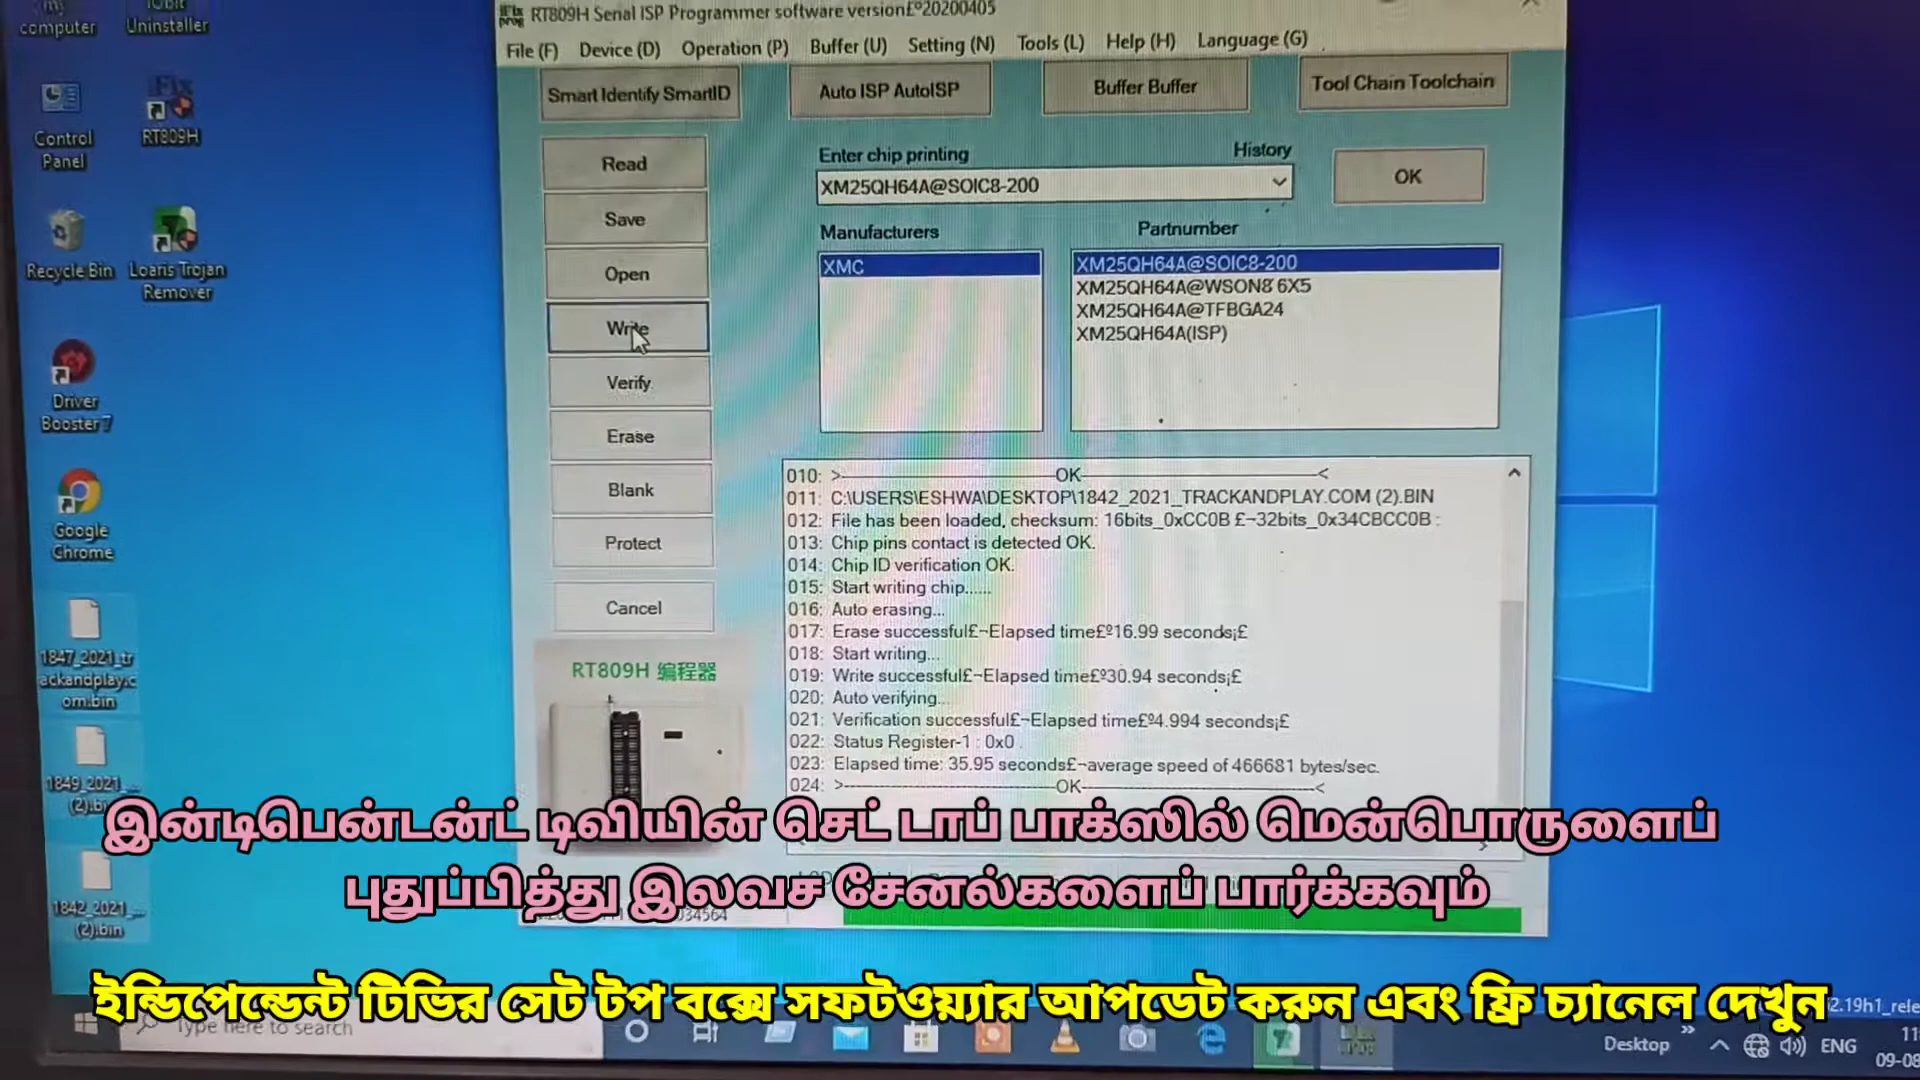 my
computer
IObit
Uninstaller
RT809H Serial ISP Programmer software version£º20200405
File (F) Device (D) Operation (P) Buffer (U) Setting (N) Tools (L) Help (H) Language (G)
Smart Identify SmartID
Auto ISP AutoISP
Buffer Buffer
Tool Chain Toolchain
Control
Panel
RT809H
Recycle Bin
Loaris Trojan
Remover
Driver
Booster 7
Google
Chrome
1847_2021_tr
ackandplay.c
om.bin
1849_2021_...
(2).bin
1842_2021_...
(2).bin
Read
Save
Open
Write
Verify
Erase
Blank
Protect
Cancel
RT809H 编程器
Enter chip printing
History
XM25QH64A@SOIC8-200
OK
Manufacturers
Partnumber
XMC
XM25QH64A@SOIC8-200
XM25QH64A@WSON8 6X5
XM25QH64A@TFBGA24
XM25QH64A(ISP)
010: >----------OK----------<
011: C:\USERS\ESHWA\DESKTOP\1842_2021_TRACKANDPLAY.COM (2).BIN
012: File has been loaded, checksum: 16bits_0xCC0B £¬32bits_0x34CBCC0B :
013: Chip pins contact is detected OK.
014: Chip ID verification OK.
015: Start writing chip......
016: Auto erasing...
017: Erase successful£¬Elapsed time£º16.99 seconds¡£
018: Start writing...
019: Write successful£¬Elapsed time£º30.94 seconds¡£
020: Auto verifying...
021: Verification successful£¬Elapsed time£º4.994 seconds¡£
022: Status Register-1 : 0x0
023: Elapsed time: 35.95 seconds£¬average speed of 466681 bytes/sec.
024: >----------OK----------<
இன்டிபென்டன்ட் டிவியின் செட் டாப் பாக்ஸில் மென்பொருளைப்
புதுப்பித்து இலவச சேனல்களைப் பார்க்கவும்
034564
ইন্ডিপেন্ডেন্ট টিভির সেট টপ বক্সে সফটওয়্যার আপডেট করুন এবং ফ্রি চ্যানেল দেখুন
Type here to search
Desktop
ENG